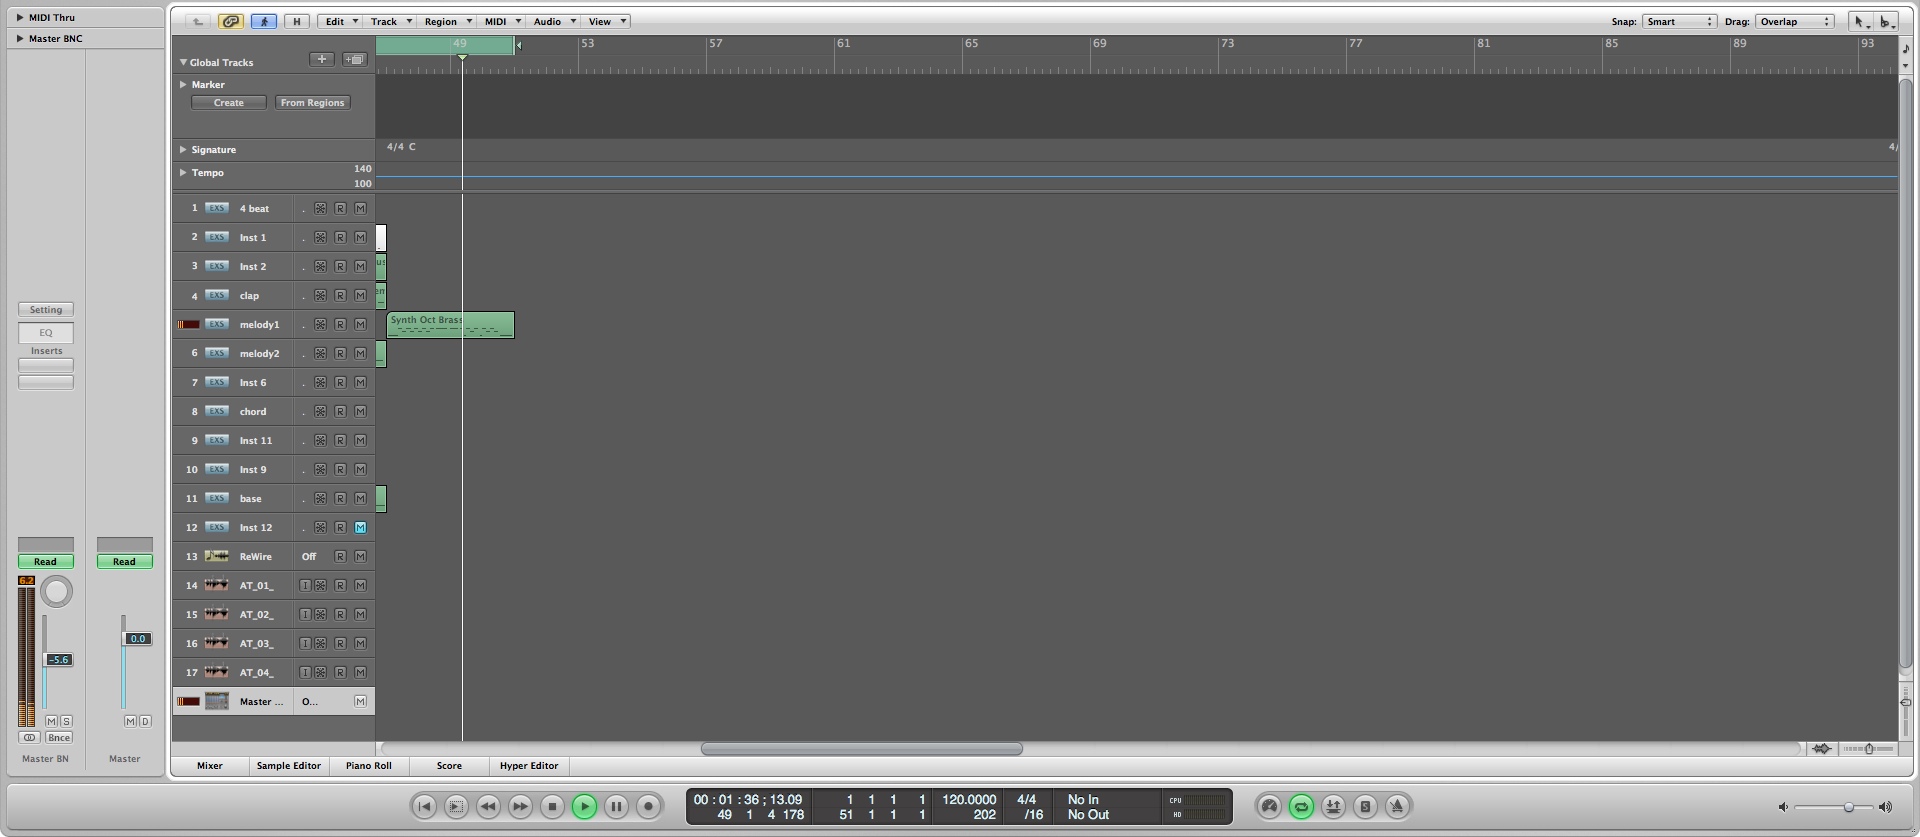 MIDI Thru
Master BNC
Setting
EQ
Inserts
Read Read
6.2
0.0
-5.6
M S M D
Bnce
Master BN Master
H Edit Track Region MIDI Audio View Snap: Smart Drag: Overlap
49 53 57 61 65 69 73 77 81 85 89 93
Global Tracks
Marker
Create From Regions
Signature 4/4 C 4/
Tempo 140
100
1 EXS 4 beat . R M
2 EXS Inst 1 . R M
3 EXS Inst 2 . R M us
4 EXS clap . R M en
EXS melody1 . R M Synth Oct Brass
6 EXS melody2 . R M
7 EXS Inst 6 . R M
8 EXS chord . R M
9 EXS Inst 11 . R M
10 EXS Inst 9 . R M
11 EXS base . R M
12 EXS Inst 12 . R M
13 ReWire Off R M
14 AT_01_ I R M
15 AT_02_ I R M
16 AT_03_ I R M
17 AT_04_ I R M
Master ... O... M
Mixer Sample Editor Piano Roll Score Hyper Editor
00 : 01 : 36 ; 13.09 1 1 1 1 120.0000 4/4 No In CPU
49 1 4 178 51 1 1 1 202 /16 No Out HD
S